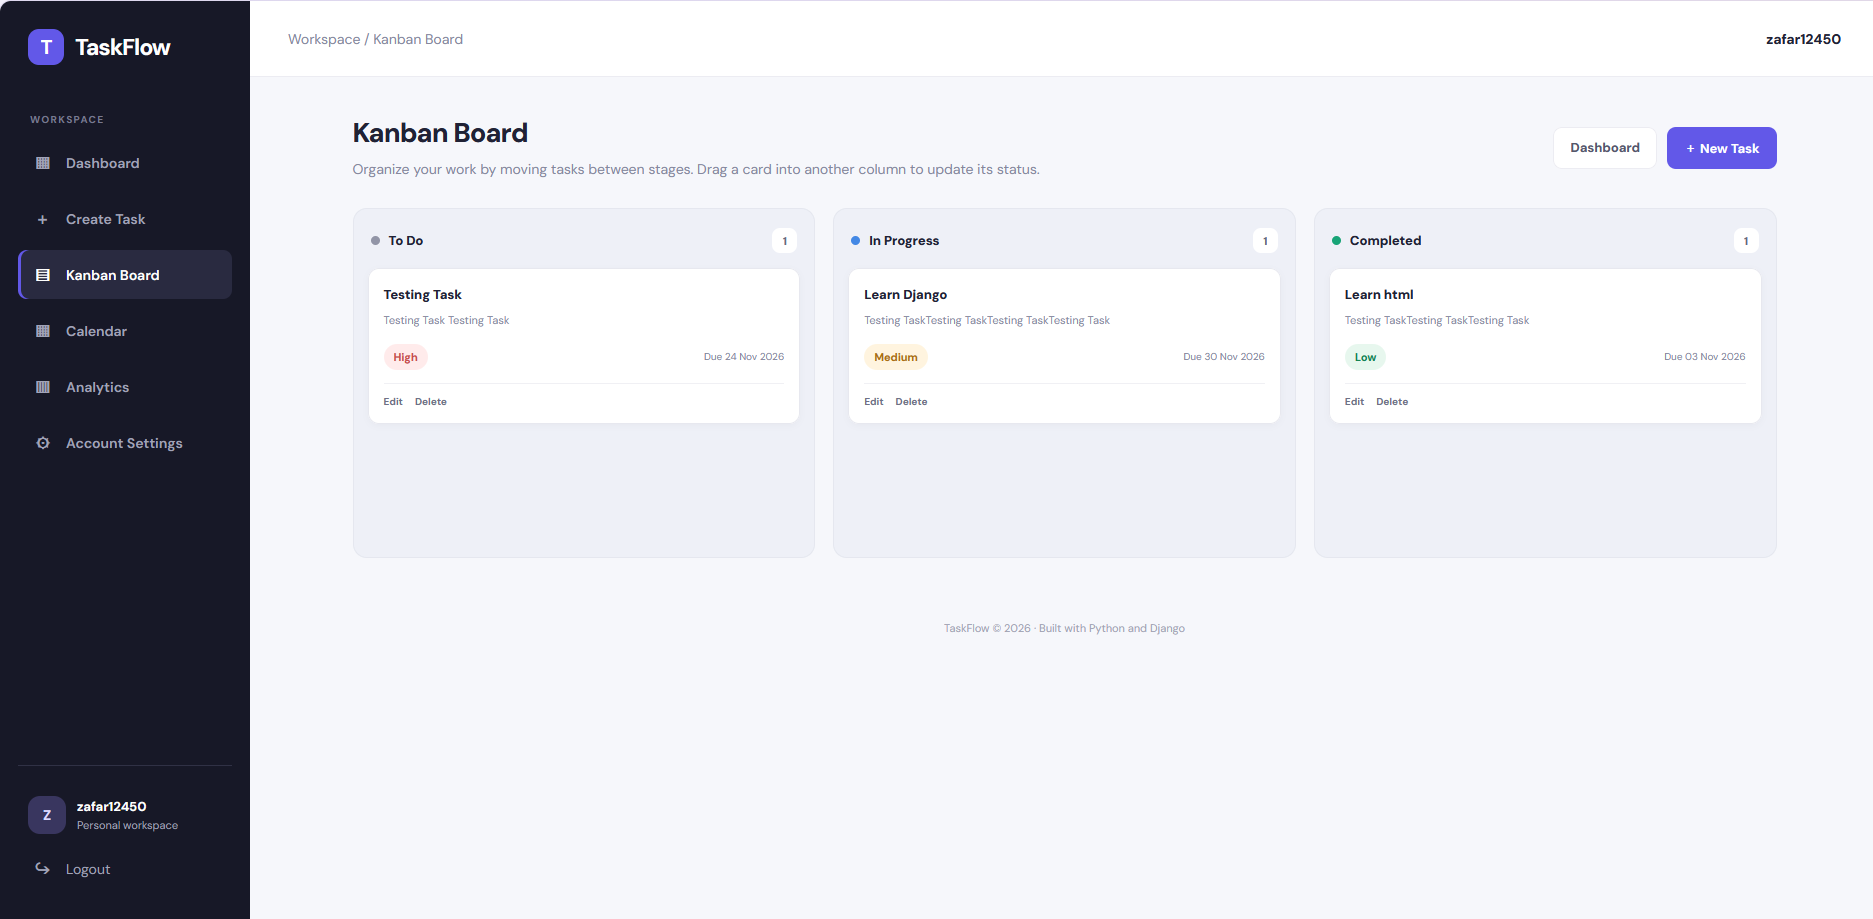 T TaskFlow
WORKSPACE
Dashboard
+ Create Task
Kanban Board
Calendar
Analytics
Account Settings
Z
zafar12450
Personal workspace
Logout
Workspace / Kanban Board
zafar12450
Kanban Board
Organize your work by moving tasks between stages. Drag a card into another column to update its status.
Dashboard
+ New Task
To Do 1
Testing Task
Testing Task Testing Task
High Due 24 Nov 2026
Edit Delete
In Progress 1
Learn Django
Testing TaskTesting TaskTesting TaskTesting Task
Medium Due 30 Nov 2026
Edit Delete
Completed 1
Learn html
Testing TaskTesting TaskTesting Task
Low Due 03 Nov 2026
Edit Delete
TaskFlow © 2026 · Built with Python and Django